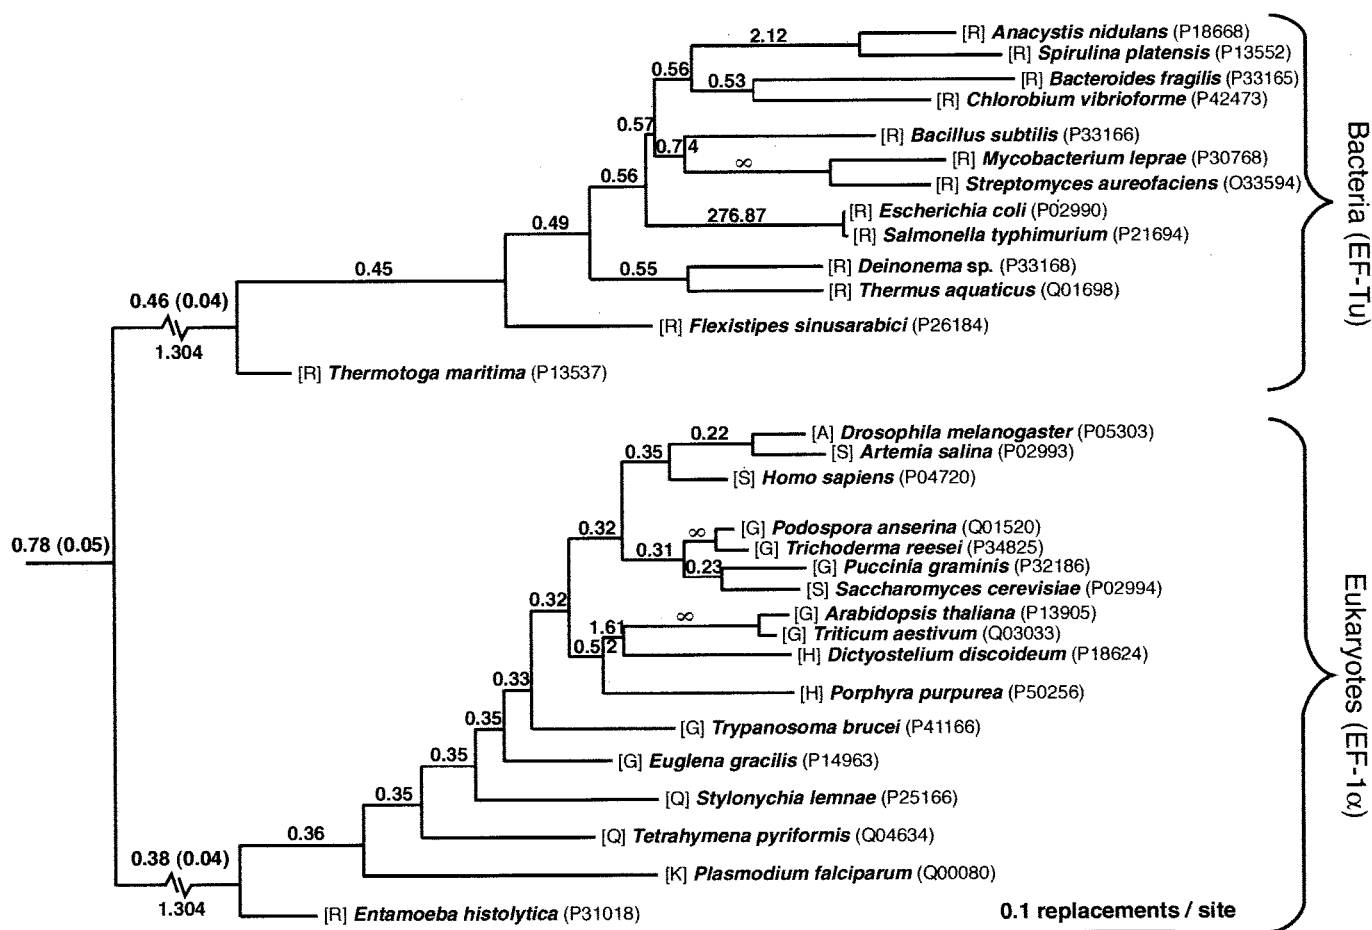 2.12
[R] Anacystis nidulans (P18668)
[R] Spirulina platensis (P13552)
0.56
0.53
[R] Bacteroides fragilis (P33165)
[R] Chlorobium vibrioforme (P42473)
0.57
[R] Bacillus subtilis (P33166)
0.74
∞
[R] Mycobacterium leprae (P30768)
[R] Streptomyces aureofaciens (O33594)
0.56
276.87
[R] Escherichia coli (P02990)
[R] Salmonella typhimurium (P21694)
0.49
0.55
[R] Deinonema sp. (P33168)
[R] Thermus aquaticus (Q01698)
0.45
0.46 (0.04)
1.304
[R] Flexistipes sinusarabici (P26184)
[R] Thermotoga maritima (P13537)
Bacteria (EF-Tu)
0.22
[A] Drosophila melanogaster (P05303)
[S] Artemia salina (P02993)
0.35
[S] Homo sapiens (P04720)
0.32
∞
[G] Podospora anserina (Q01520)
[G] Trichoderma reesei (P34825)
0.31
0.23
[G] Puccinia graminis (P32186)
[S] Saccharomyces cerevisiae (P02994)
0.78 (0.05)
0.32
∞
[G] Arabidopsis thaliana (P13905)
[G] Triticum aestivum (Q03033)
1.61
0.52
[H] Dictyostelium discoideum (P18624)
[H] Porphyra purpurea (P50256)
0.33
[G] Trypanosoma brucei (P41166)
0.35
[G] Euglena gracilis (P14963)
0.35
[Q] Stylonychia lemnae (P25166)
0.35
[Q] Tetrahymena pyriformis (Q04634)
0.36
0.38 (0.04)
1.304
[K] Plasmodium falciparum (Q00080)
[R] Entamoeba histolytica (P31018)
Eukaryotes (EF-1α)
0.1 replacements / site